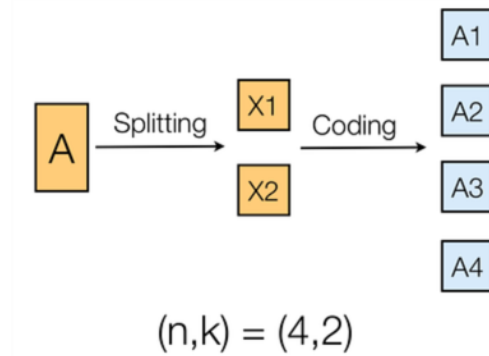 A1
Splitting
X1
Coding
A2
A
X2
A3
A4
(n,k) = (4,2)